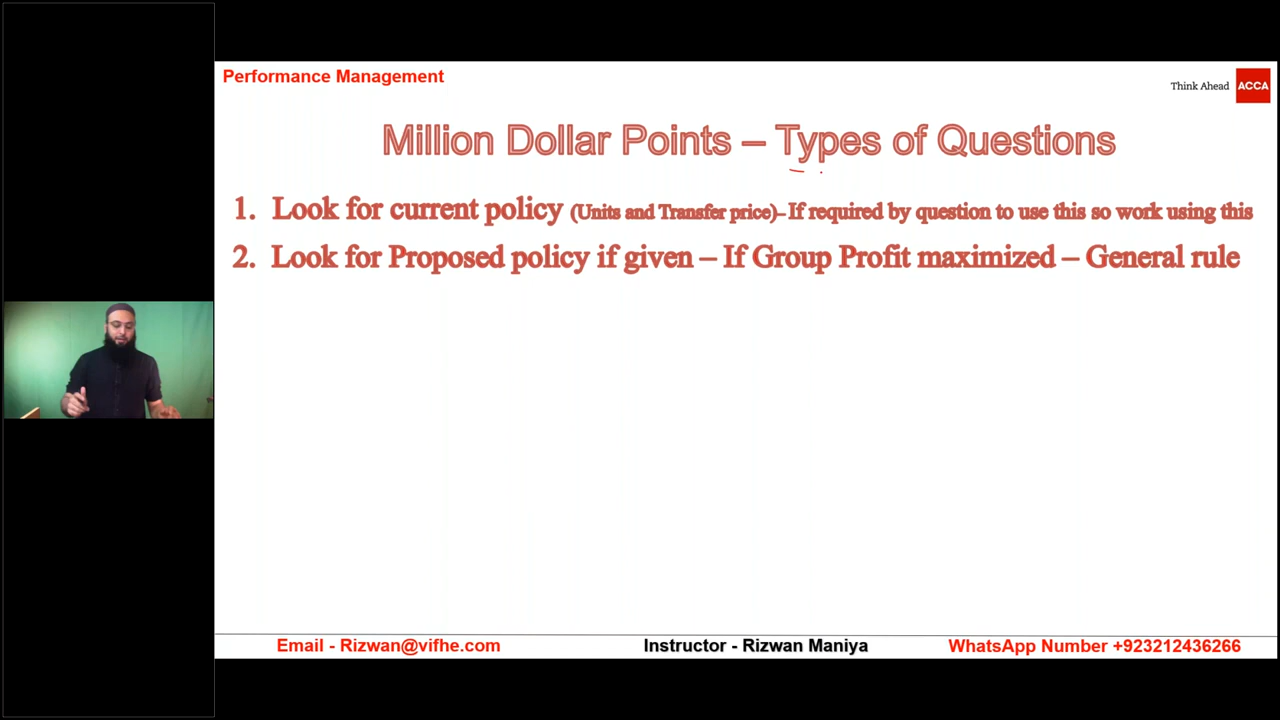 Performance Management
Think Ahead ACCA
Million Dollar Points – Types of Questions
1. Look for current policy (Units and Transfer price)– If required by question to use this so work using this
2. Look for Proposed policy if given – If Group Profit maximized – General rule
Email - Rizwan@vifhe.com Instructor - Rizwan Maniya WhatsApp Number +923212436266